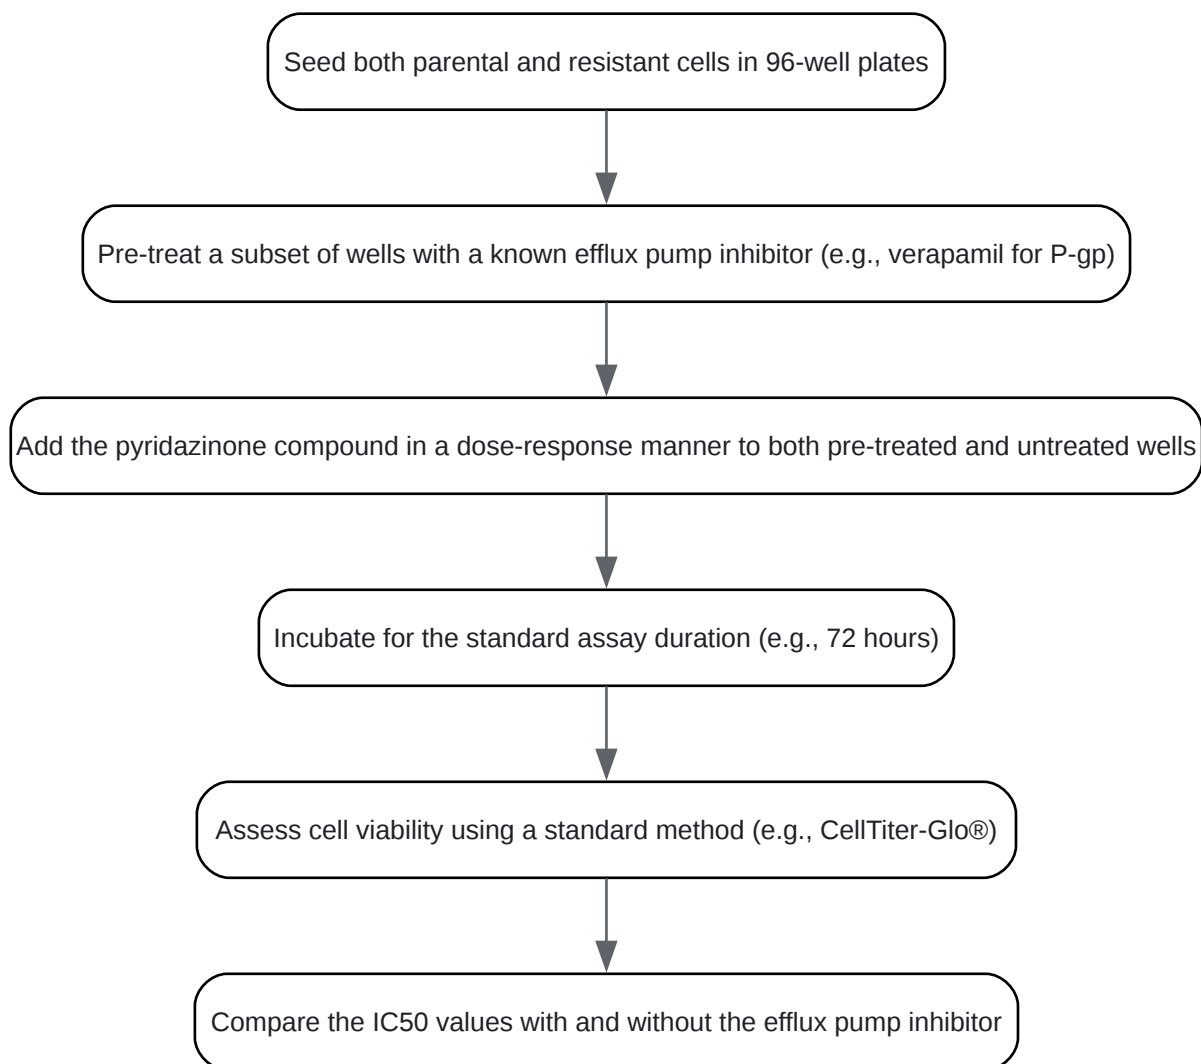 Seed both parental and resistant cells in 96-well plates
Pre-treat a subset of wells with a known efflux pump inhibitor (e.g., verapamil for P-gp)
Add the pyridazinone compound in a dose-response manner to both pre-treated and untreated wells
Incubate for the standard assay duration (e.g., 72 hours)
Assess cell viability using a standard method (e.g., CellTiter-Glo®)
Compare the IC50 values with and without the efflux pump inhibitor